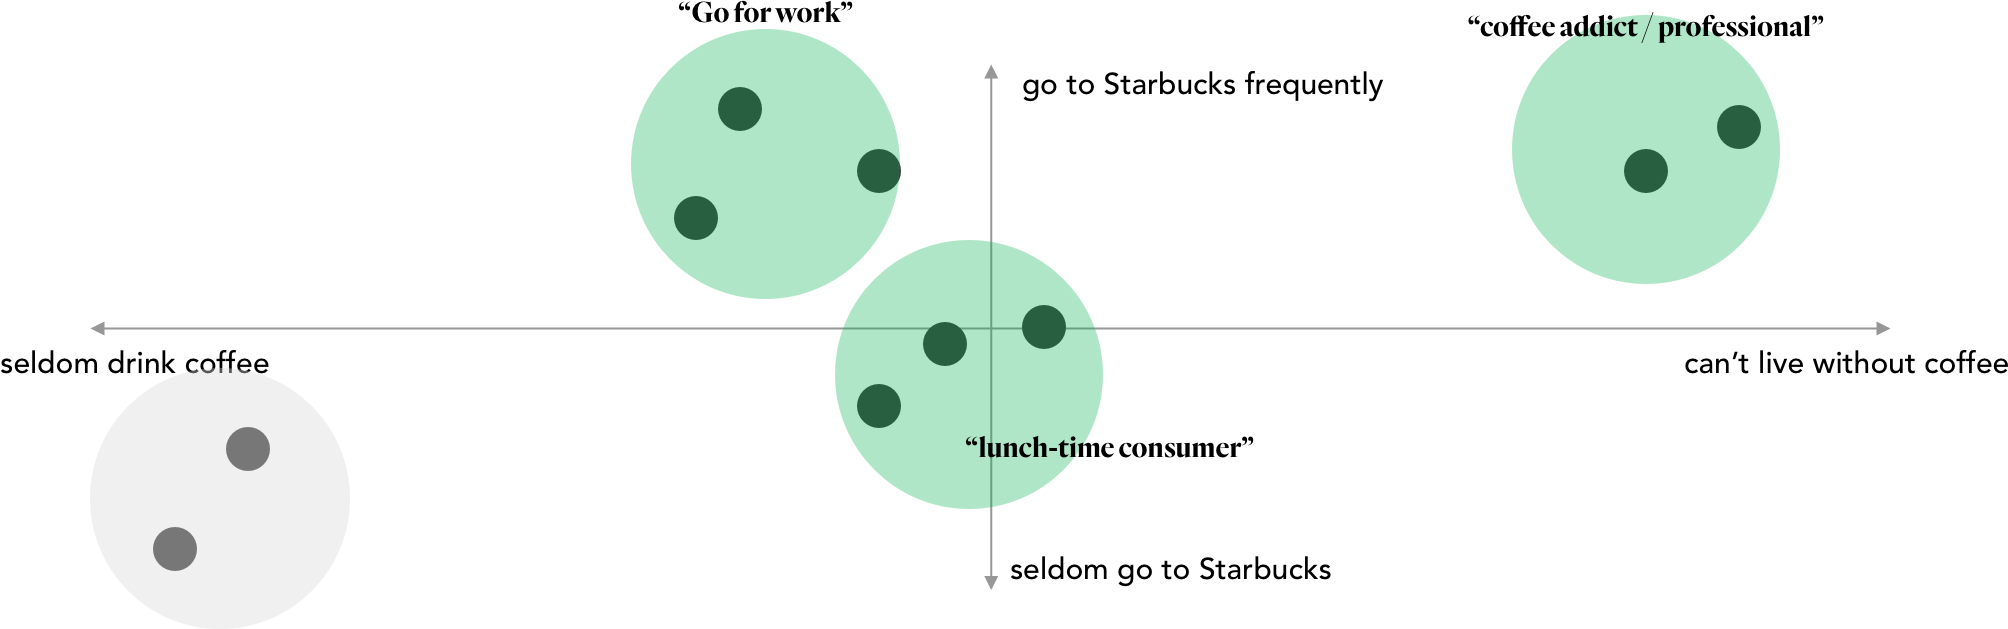 “Go for work”
“coffee addict / professional”
go to Starbucks frequently
seldom drink coffee
can’t live without coffee
“lunch-time consumer”
seldom go to Starbucks